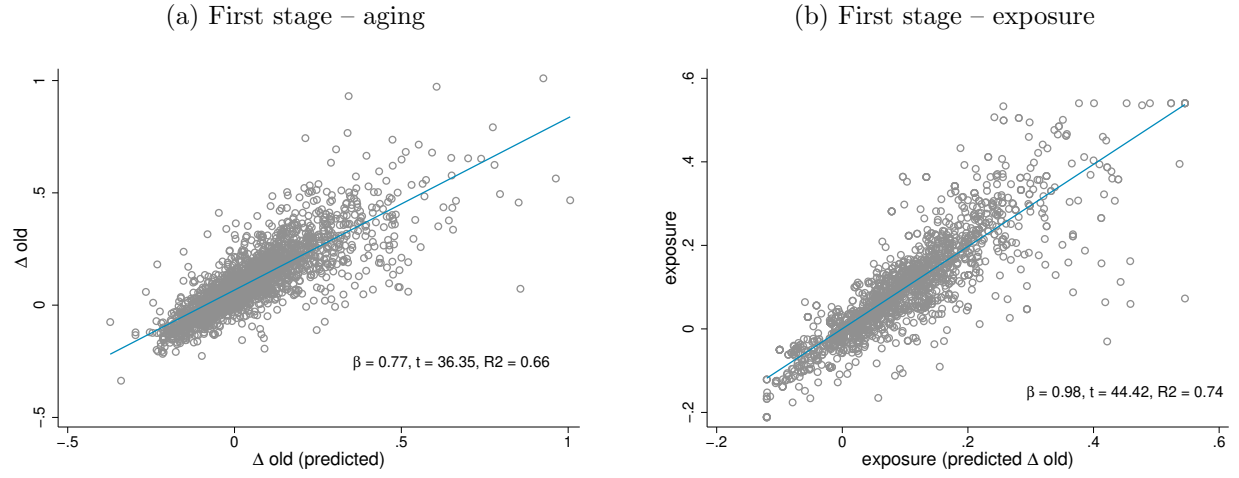 (a) First stage – aging
1
.5
0
-.5
Δ old
-.5
0
.5
1
Δ old (predicted)
β = 0.77, t = 36.35, R2 = 0.66
(b) First stage – exposure
.6
.4
.2
0
-.2
exposure
-.2
0
.2
.4
.6
exposure (predicted Δ old)
β = 0.98, t = 44.42, R2 = 0.74